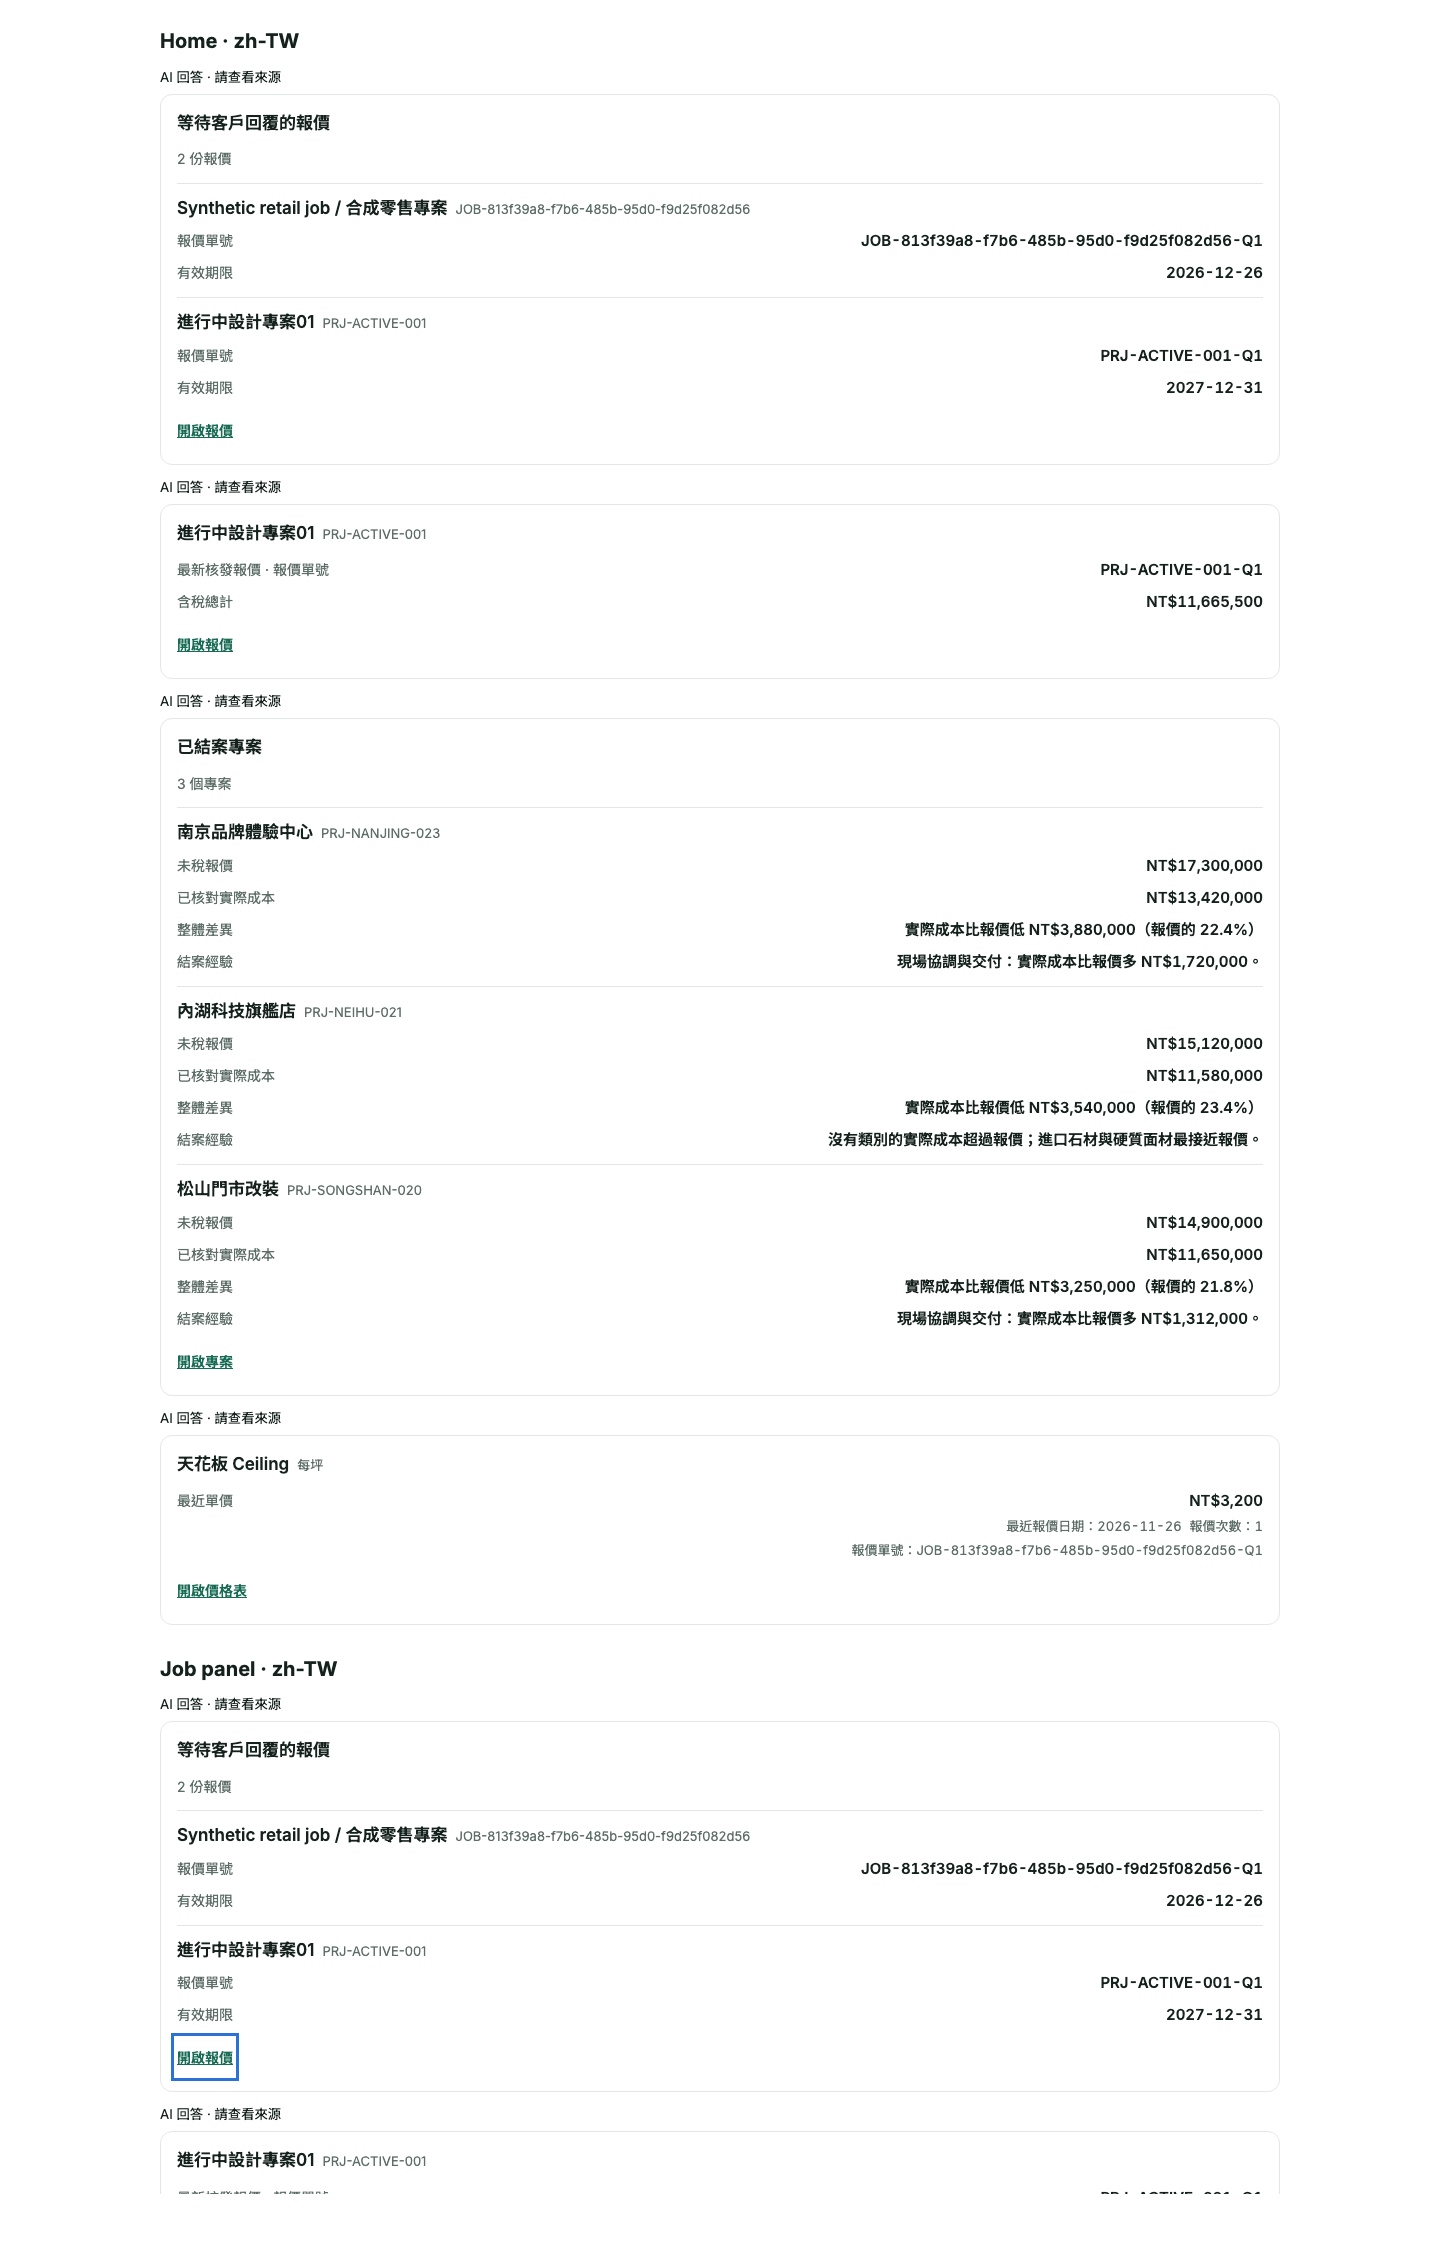 Home · zh-TW
AI 回答 · 請查看來源
等待客戶回覆的報價
2 份報價
Synthetic retail job / 合成零售專案 JOB-813f39a8-f7b6-485b-95d0-f9d25f082d56
報價單號 JOB-813f39a8-f7b6-485b-95d0-f9d25f082d56-Q1
有效期限 2026-12-26
進行中設計專案01 PRJ-ACTIVE-001
報價單號 PRJ-ACTIVE-001-Q1
有效期限 2027-12-31
開啟報價
AI 回答 · 請查看來源
進行中設計專案01 PRJ-ACTIVE-001
最新核發報價 · 報價單號 PRJ-ACTIVE-001-Q1
含稅總計 NT$11,665,500
開啟報價
AI 回答 · 請查看來源
已結案專案
3 個專案
南京品牌體驗中心 PRJ-NANJING-023
未稅報價 NT$17,300,000
已核對實際成本 NT$13,420,000
整體差異 實際成本比報價低 NT$3,880,000（報價的 22.4%）
結案經驗 現場協調與交付：實際成本比報價多 NT$1,720,000。
內湖科技旗艦店 PRJ-NEIHU-021
未稅報價 NT$15,120,000
已核對實際成本 NT$11,580,000
整體差異 實際成本比報價低 NT$3,540,000（報價的 23.4%）
結案經驗 沒有類別的實際成本超過報價；進口石材與硬質面材最接近報價。
松山門市改裝 PRJ-SONGSHAN-020
未稅報價 NT$14,900,000
已核對實際成本 NT$11,650,000
整體差異 實際成本比報價低 NT$3,250,000（報價的 21.8%）
結案經驗 現場協調與交付：實際成本比報價多 NT$1,312,000。
開啟專案
AI 回答 · 請查看來源
天花板 Ceiling 每坪
最近單價 NT$3,200
最近報價日期：2026-11-26 報價次數：1
報價單號：JOB-813f39a8-f7b6-485b-95d0-f9d25f082d56-Q1
開啟價格表
Job panel · zh-TW
AI 回答 · 請查看來源
等待客戶回覆的報價
2 份報價
Synthetic retail job / 合成零售專案 JOB-813f39a8-f7b6-485b-95d0-f9d25f082d56
報價單號 JOB-813f39a8-f7b6-485b-95d0-f9d25f082d56-Q1
有效期限 2026-12-26
進行中設計專案01 PRJ-ACTIVE-001
報價單號 PRJ-ACTIVE-001-Q1
有效期限 2027-12-31
開啟報價
AI 回答 · 請查看來源
進行中設計專案01 PRJ-ACTIVE-001